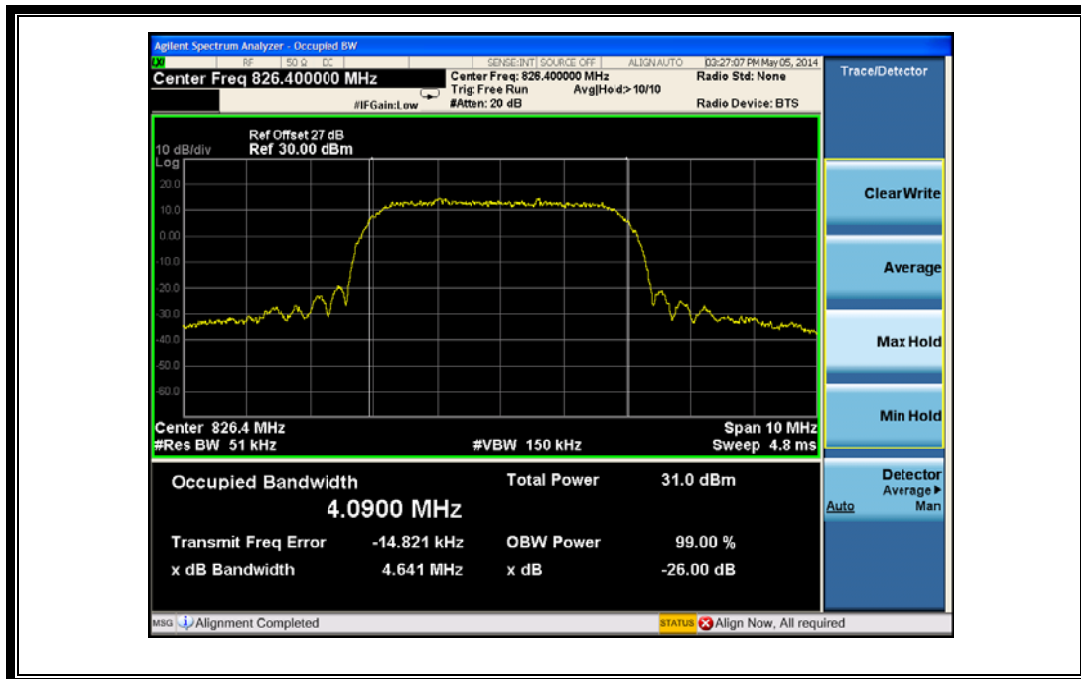 Agilent Spectrum Analyzer - Occupied BW
LXI RF 50 Ω DC SENSE:INT SOURCE OFF ALIGN AUTO 03:27:07 PM May 05, 2014
Center Freq 826.400000 MHz
Center Freq: 826.400000 MHz
Radio Std: None
Trig: Free Run Avg|Hold:>10/10
#IFGain:Low #Atten: 20 dB
Radio Device: BTS
Trace/Detector
Ref Offset 27 dB
10 dB/div Ref 30.00 dBm
Log
20.0
10.0
0.00
-10.0
-20.0
-30.0
-40.0
-50.0
-60.0
Center 826.4 MHz Span 10 MHz
#Res BW 51 kHz #VBW 150 kHz Sweep 4.8 ms
Clear Write
Average
Max Hold
Min Hold
Detector
Average▶
Auto Man
Occupied Bandwidth Total Power 31.0 dBm
4.0900 MHz
Transmit Freq Error -14.821 kHz OBW Power 99.00 %
x dB Bandwidth 4.641 MHz x dB -26.00 dB
MSG Alignment Completed STATUS Align Now, All required